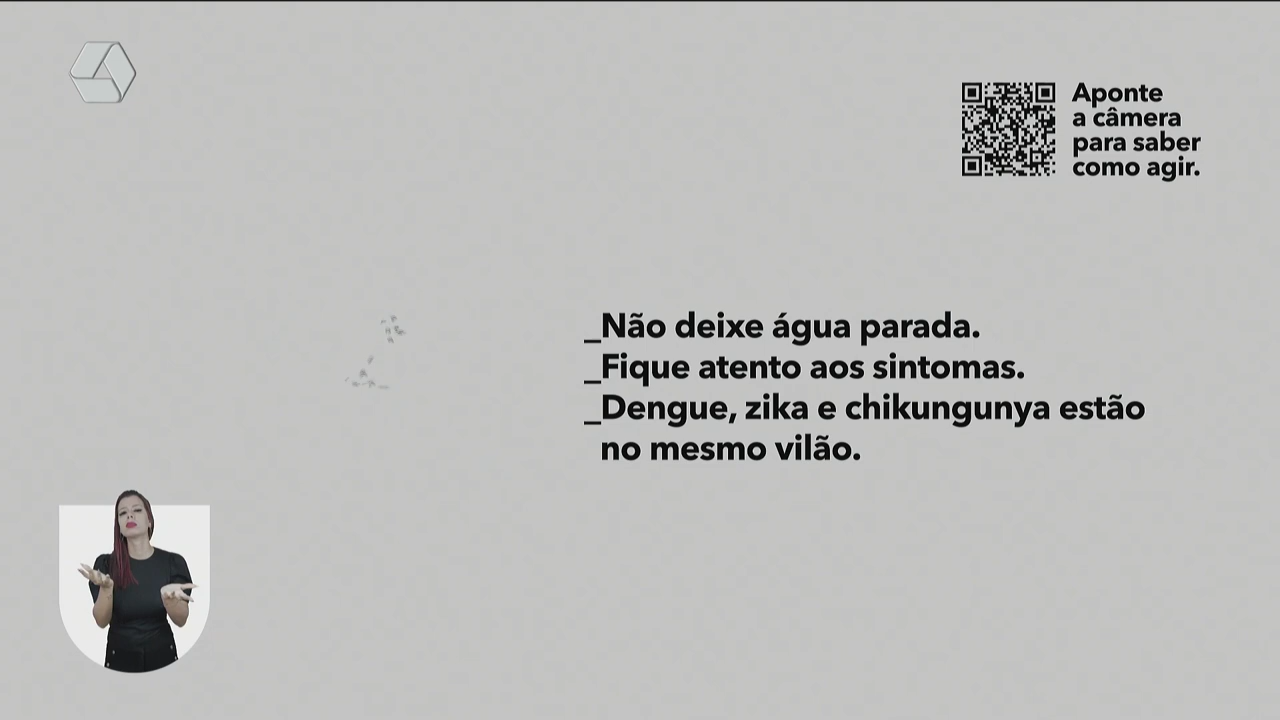 Aponte
a câmera
para saber
como agir.
_Não deixe água parada.
_Fique atento aos sintomas.
_Dengue, zika e chikungunya estão
no mesmo vilão.